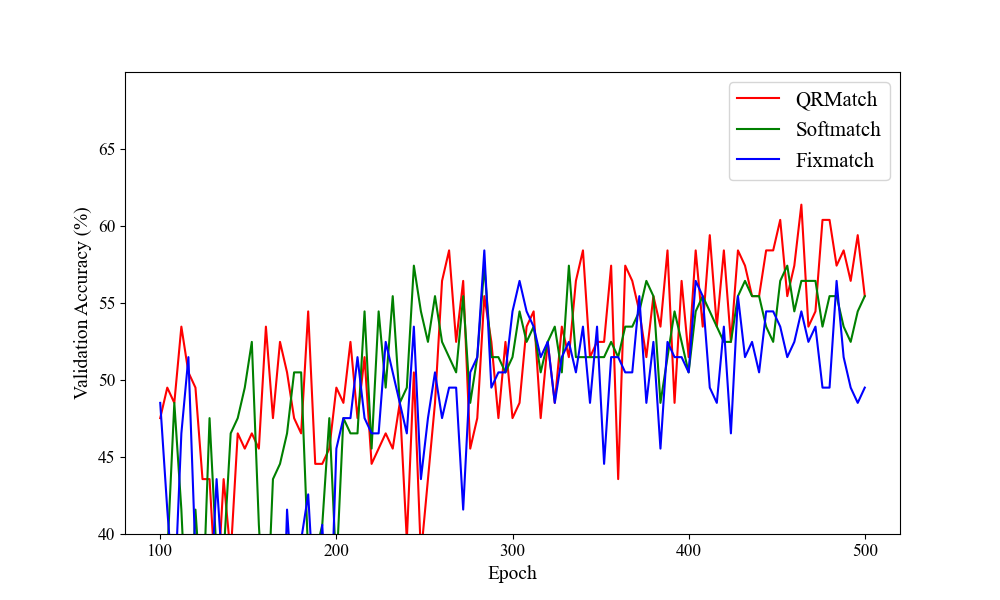 QRMatch
Softmatch
Fixmatch
Validation Accuracy (%)
65
60
55
50
45
40
100 200 300 400 500
Epoch